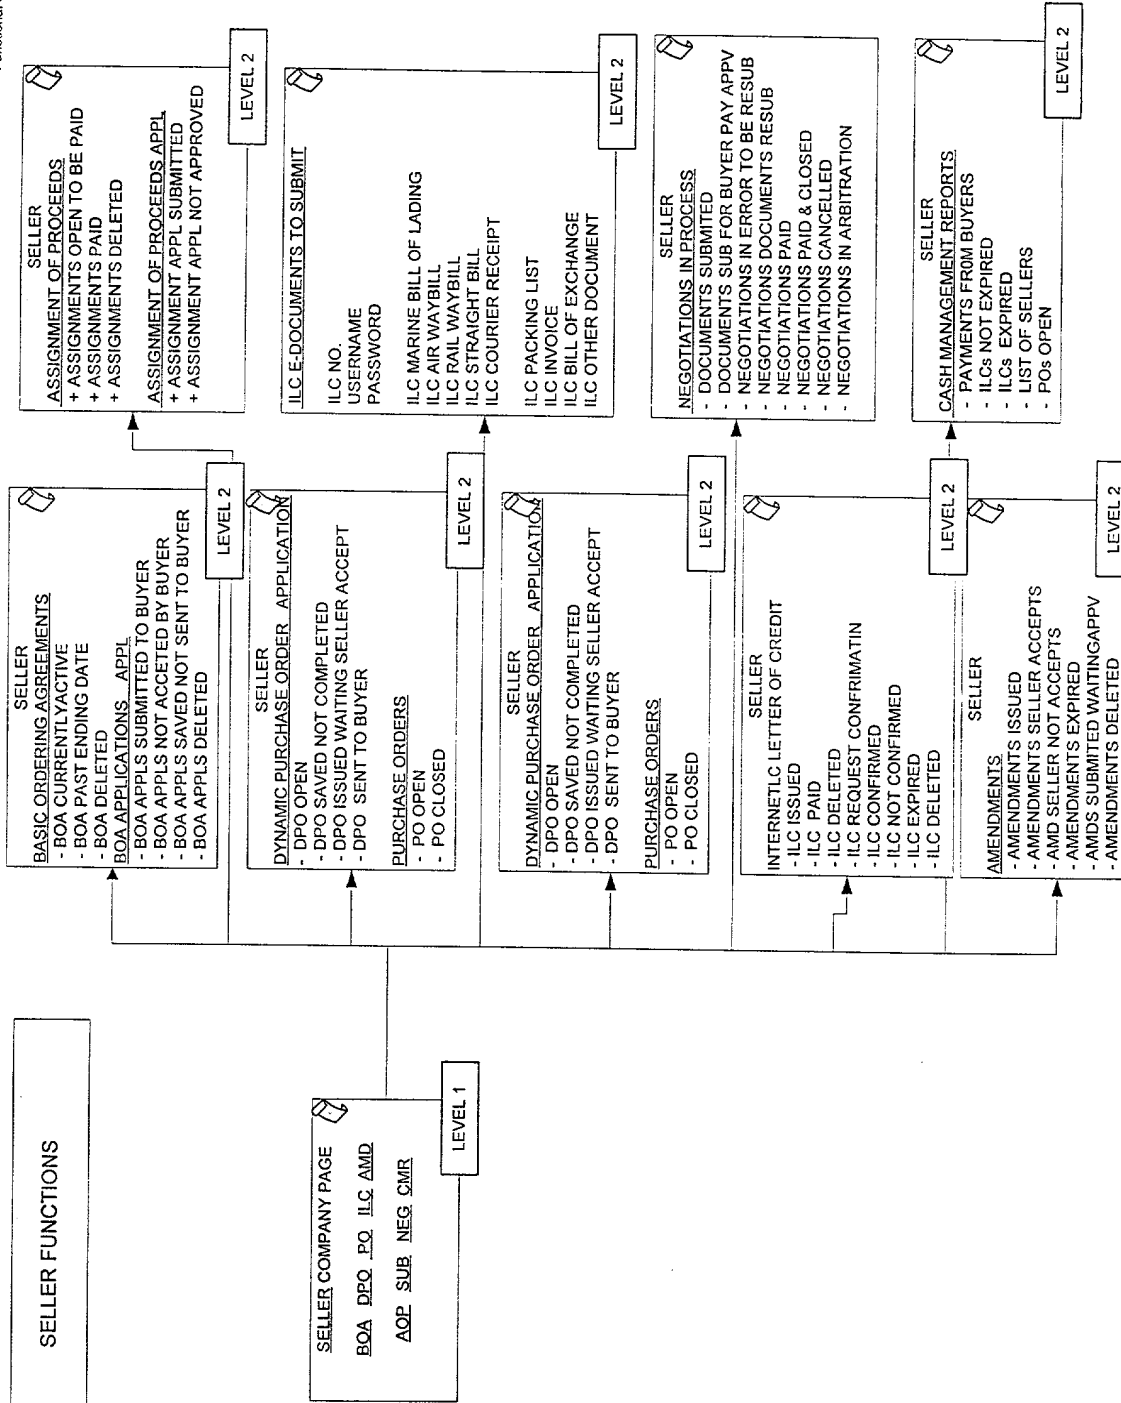 SELLER FUNCTIONS
SELLER COMPANY PAGE
BOA DPO PO ILC AMD
AOP SUB NEG CMR
LEVEL 1
SELLER
BASIC ORDERING AGREEMENTS
- BOA CURRENTLYACTIVE
- BOA PAST ENDING DATE
- BOA DELETED
BOA APPLICATIONS APPL
- BOA APPLS SUBMITTED TO BUYER
- BOA APPLS NOT ACCETED BY BUYER
- BOA APPLS SAVED NOT SENT TO BUYER
- BOA APPLS DELETED
LEVEL 2
SELLER
DYNAMIC PURCHASE ORDER APPLICATION
- DPO OPEN
- DPO SAVED NOT COMPLETED
- DPO ISSUED WAITING SELLER ACCEPT
- DPO SENT TO BUYER
PURCHASE ORDERS
- PO OPEN
- PO CLOSED
LEVEL 2
SELLER
DYNAMIC PURCHASE ORDER APPLICATION
- DPO OPEN
- DPO SAVED NOT COMPLETED
- DPO ISSUED WAITING SELLER ACCEPT
- DPO SENT TO BUYER
PURCHASE ORDERS
- PO OPEN
- PO CLOSED
LEVEL 2
SELLER
INTERNETLC LETTER OF CREDIT
- ILC ISSUED
- ILC PAID
- ILC DELETED
- ILC REQUEST CONFRIMATIN
- ILC CONFIRMED
- ILC NOT CONFIRMED
- ILC EXPIRED
- ILC DELETED
LEVEL 2
SELLER
AMENDMENTS
- AMENDMENTS ISSUED
- AMENDMENTS SELLER ACCEPTS
- AMD SELLER NOT ACCEPTS
- AMENDMENTS EXPIRED
- AMDS SUBMITED WAITINGAPPV
- AMENDMENTS DELETED
LEVEL 2
SELLER
ASSIGNMENT OF PROCEEDS
+ ASSIGNMENTS OPEN TO BE PAID
+ ASSIGNMENTS PAID
+ ASSIGNMENTS DELETED
ASSIGNMENT OF PROCEEDS APPL
+ ASSIGNMENT APPL SUBMITTED
+ ASSIGNMENT APPL NOT APPROVED
LEVEL 2
ILC E-DOCUMENTS TO SUBMIT
ILC NO.
USERNAME
PASSWORD
ILC MARINE BILL OF LADING
ILC AIR WAYBILL
ILC RAIL WAYBILL
ILC STRAIGHT BILL
ILC COURIER RECEIPT
ILC PACKING LIST
ILC INVOICE
ILC BILL OF EXCHANGE
ILC OTHER DOCUMENT
LEVEL 2
SELLER
NEGOTIATIONS IN PROCESS
- DOCUMENTS SUBMITTED
- DOCUMENTS SUB FOR BUYER PAY APPV
- NEGOTIATIONS IN ERROR TO BE RESUB
- NEGOTIATIONS DOCUMENTS RESUB
- NEGOTIATIONS PAID
- NEGOTIATIONS PAID & CLOSED
- NEGOTIATIONS CANCELLED
- NEGOTIATIONS IN ARBITRATION
SELLER
CASH MANAGEMENT REPORTS
- PAYMENTS FROM BUYERS
- ILCs NOT EXPIRED
- ILCs EXPIRED
- LIST OF SELLERS
- POs OPEN
LEVEL 2